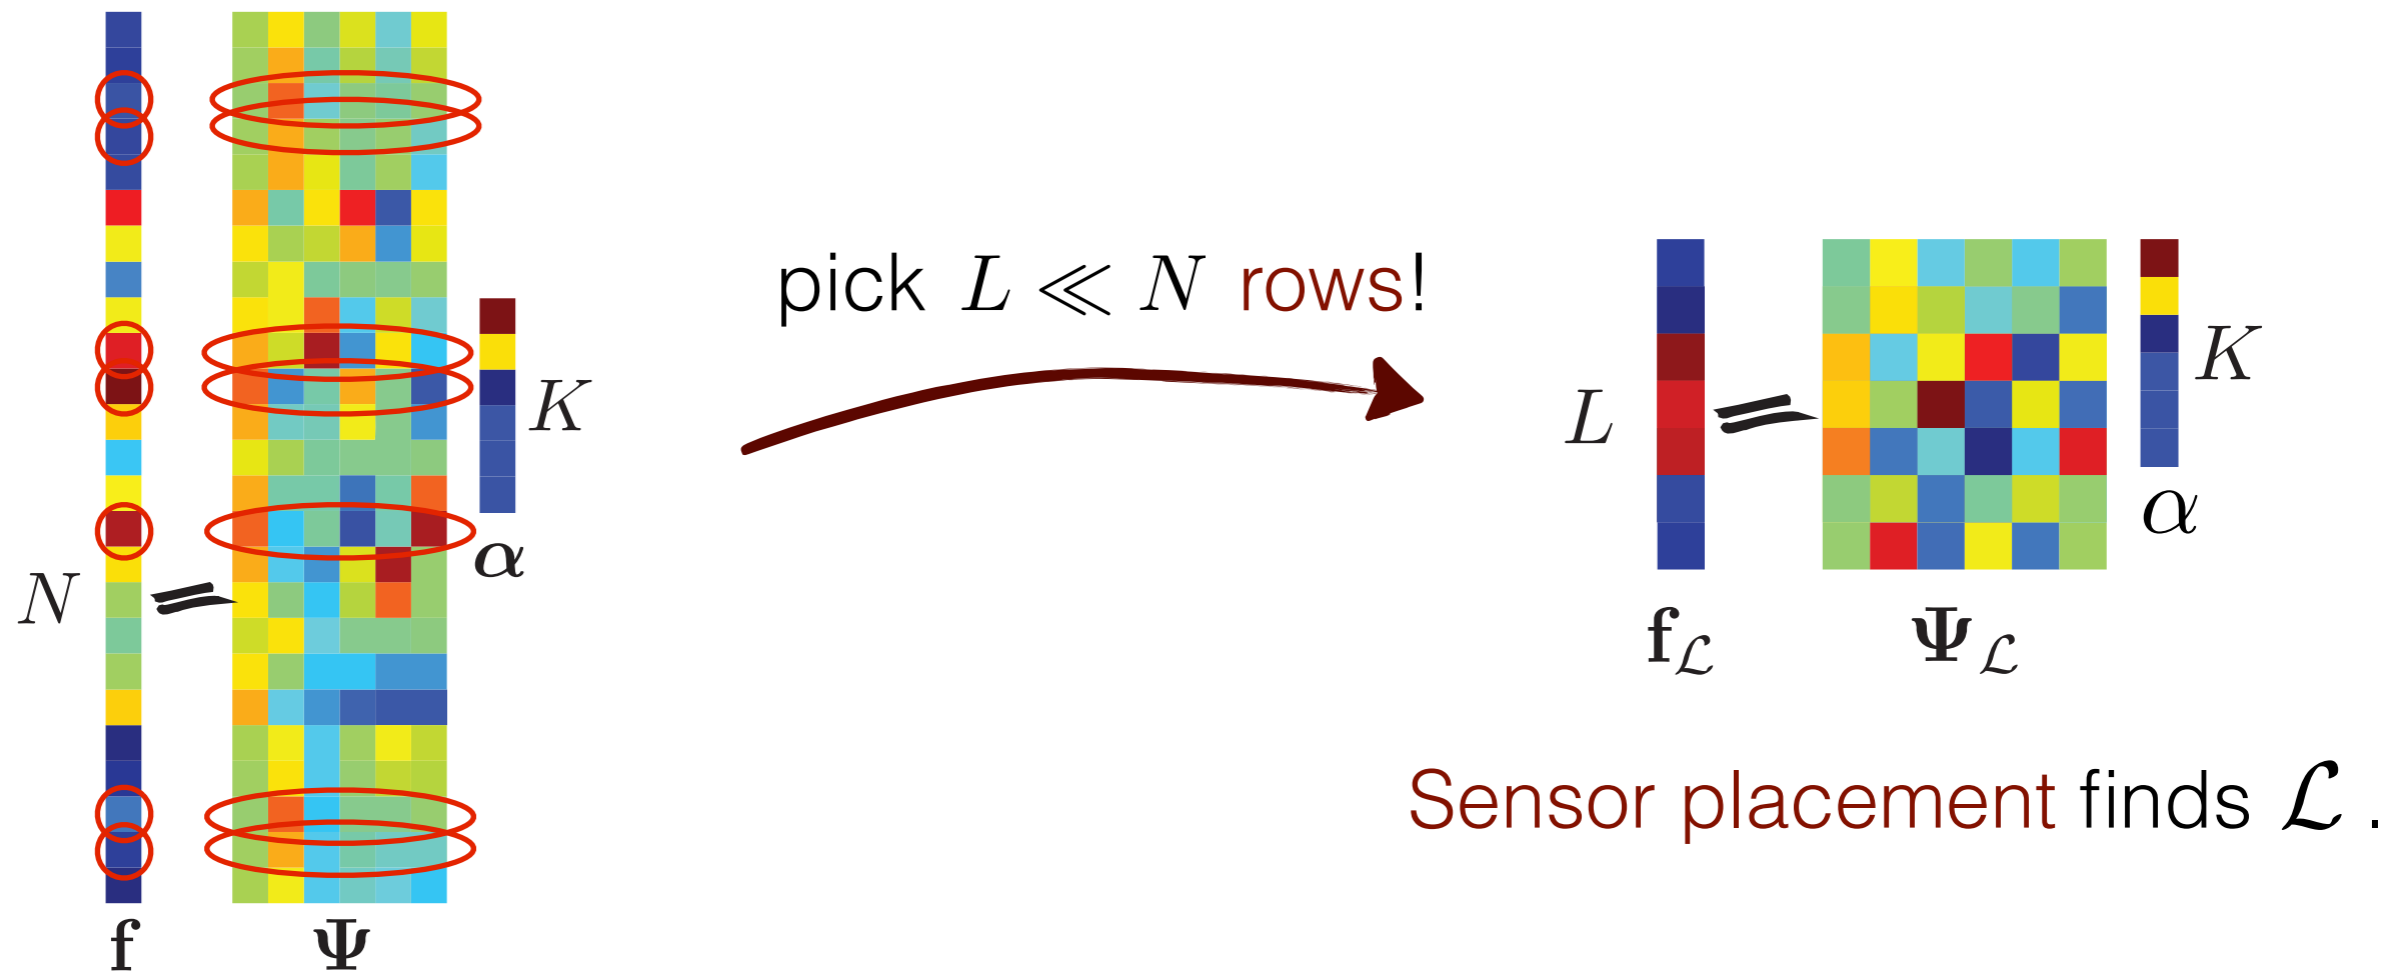 N
=
K
α
f
Ψ
pick L ≪ N rows!
L
=
K
α
f_ℒ
Ψ_ℒ
Sensor placement finds ℒ .